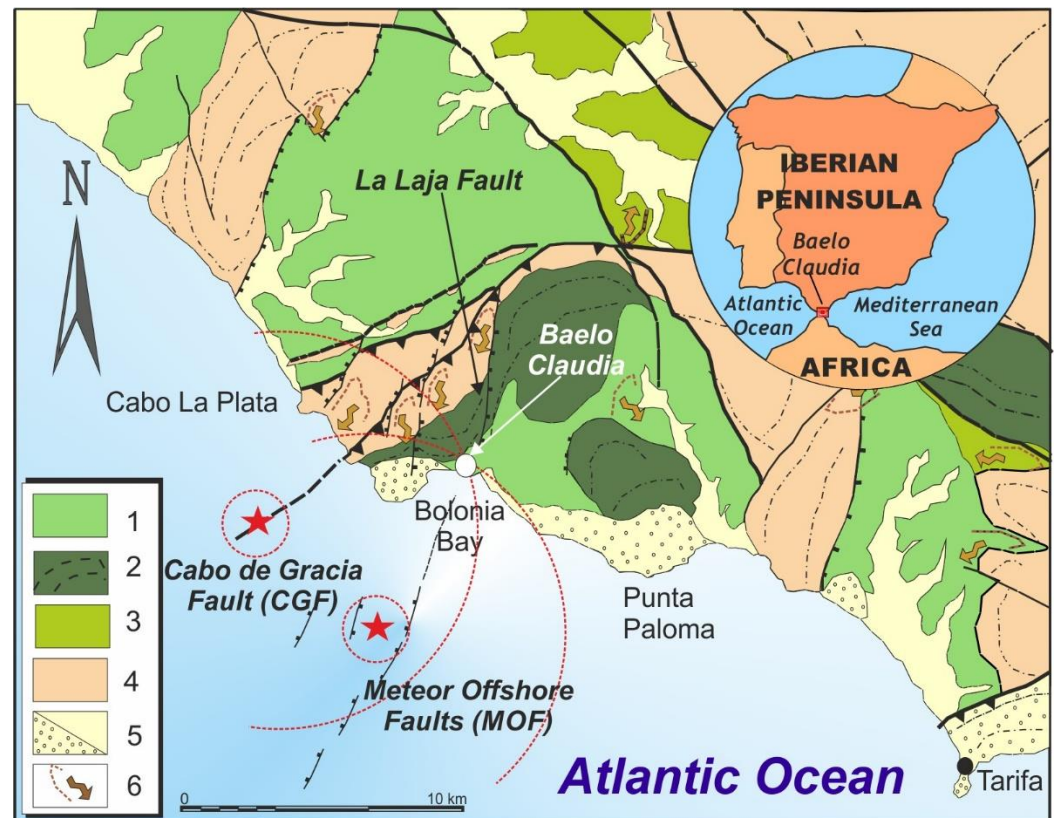 N
La Laja Fault
IBERIAN
PENINSULA
Baelo
Claudia
Atlantic
Ocean
Mediterranean
Sea
AFRICA
Baelo
Claudia
Cabo La Plata
Bolonia
Bay
Cabo de Gracia
Fault (CGF)
Punta
Paloma
Meteor Offshore
Faults (MOF)
Atlantic Ocean
Tarifa
1
2
3
4
5
6
0 10 km